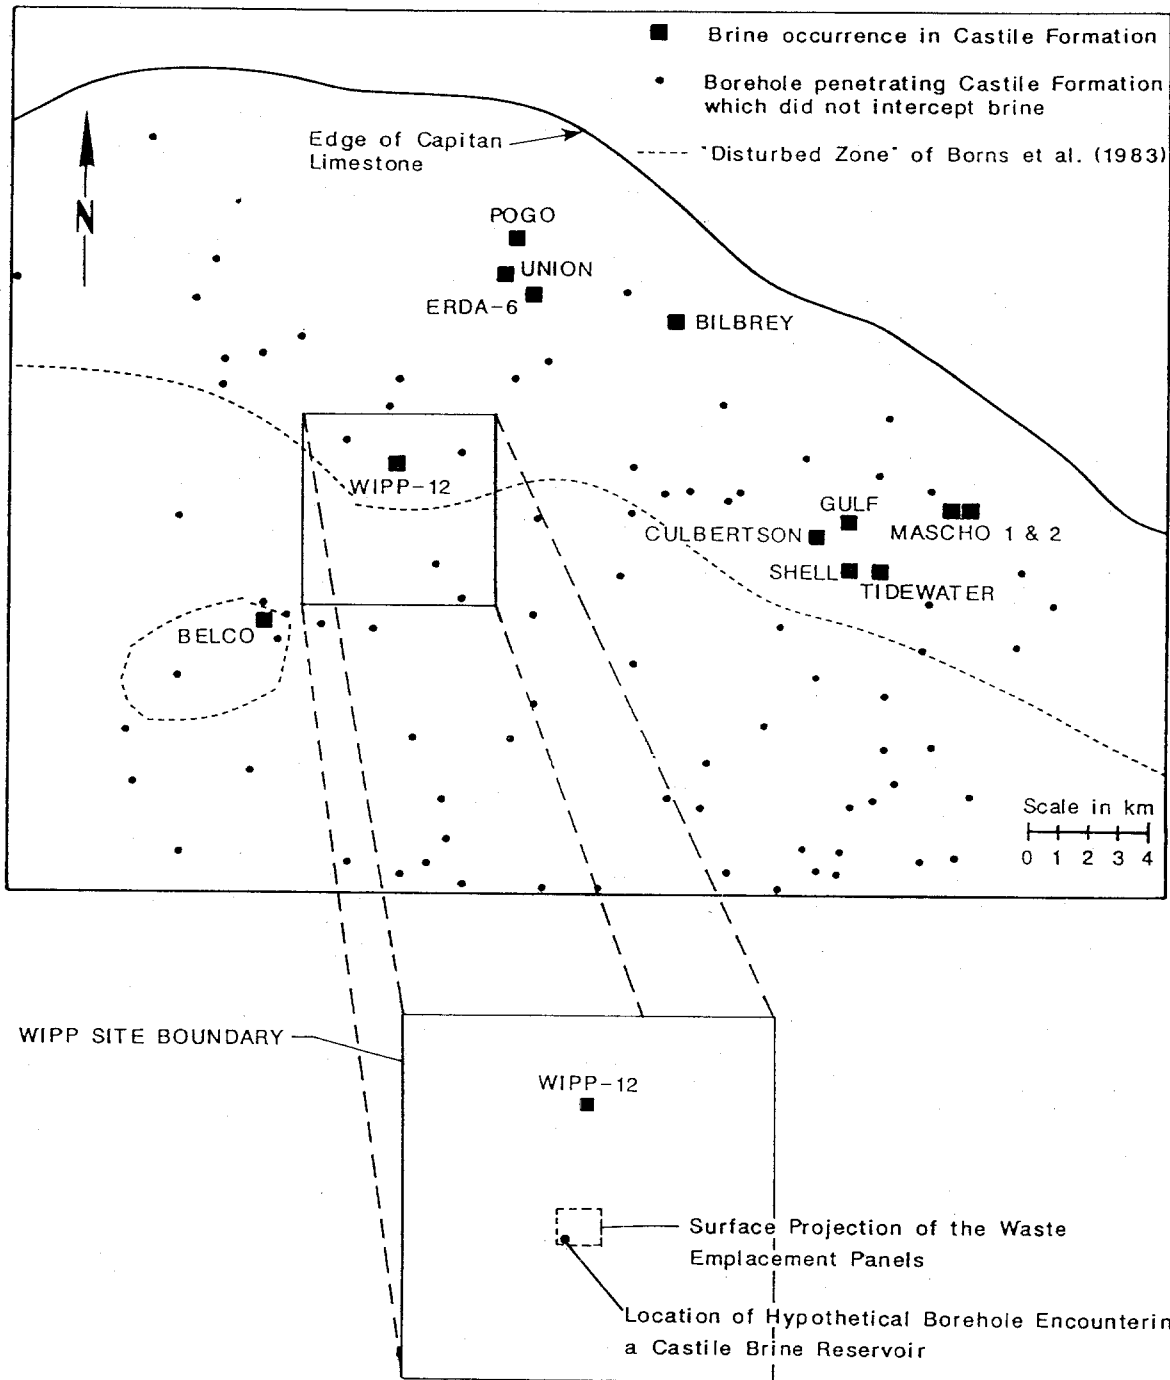 Brine occurrence in Castile Formation
Borehole penetrating Castile Formation
which did not intercept brine
"Disturbed Zone" of Borns et al. (1983)
Edge of Capitan
Limestone
N
POGO
UNION
ERDA-6
BILBREY
WIPP-12
GULF
CULBERTSON
MASCHO 1 & 2
SHELL
TIDEWATER
BELCO
Scale in km
0 1 2 3 4
WIPP SITE BOUNDARY
WIPP-12
Surface Projection of the Waste
Emplacement Panels
Location of Hypothetical Borehole Encounterin
a Castile Brine Reservoir